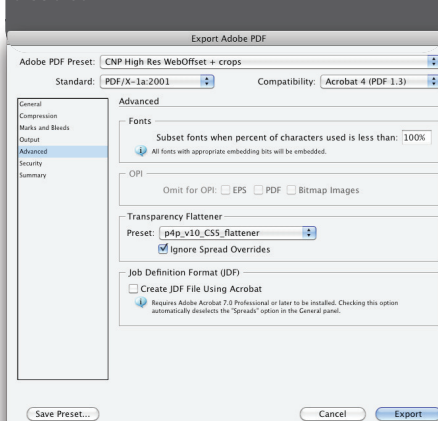 Export Adobe PDF
Adobe PDF Preset: CNP High Res WebOffset + crops
Standard: PDF/X-1a:2001 Compatibility: Acrobat 4 (PDF 1.3)
General
Compression
Marks and Bleeds
Output
Advanced
Security
Summary
Advanced
Fonts
Subset fonts when percent of characters used is less than: 100%
All fonts with appropriate embedding bits will be embedded.
OPI
Omit for OPI: EPS PDF Bitmap Images
Transparency Flattener
Preset: p4p_v10_CS5_flattener
Ignore Spread Overrides
Job Definition Format (JDF)
Create JDF File Using Acrobat
Requires Adobe Acrobat 7.0 Professional or later to be installed. Checking this option
automatically deselects the "Spreads" option in the General panel.
Save Preset... Cancel Export